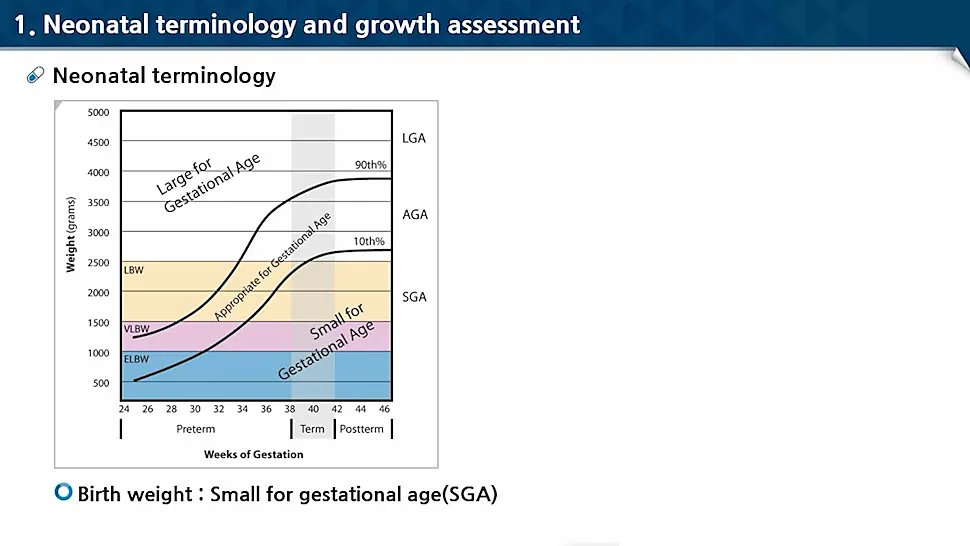 1. Neonatal terminology and growth assessment
Neonatal terminology
5000
4500
4000
3500
3000
2500
2000
1500
1000
500
Weight (grams)
Large for
Gestational Age
Appropriate for Gestational Age
Small for
Gestational Age
90th%
10th%
LBW
VLBW
ELBW
LGA
AGA
SGA
24 26 28 30 32 34 36 38 40 42 44 46
Preterm Term Postterm
Weeks of Gestation
Birth weight : Small for gestational age(SGA)